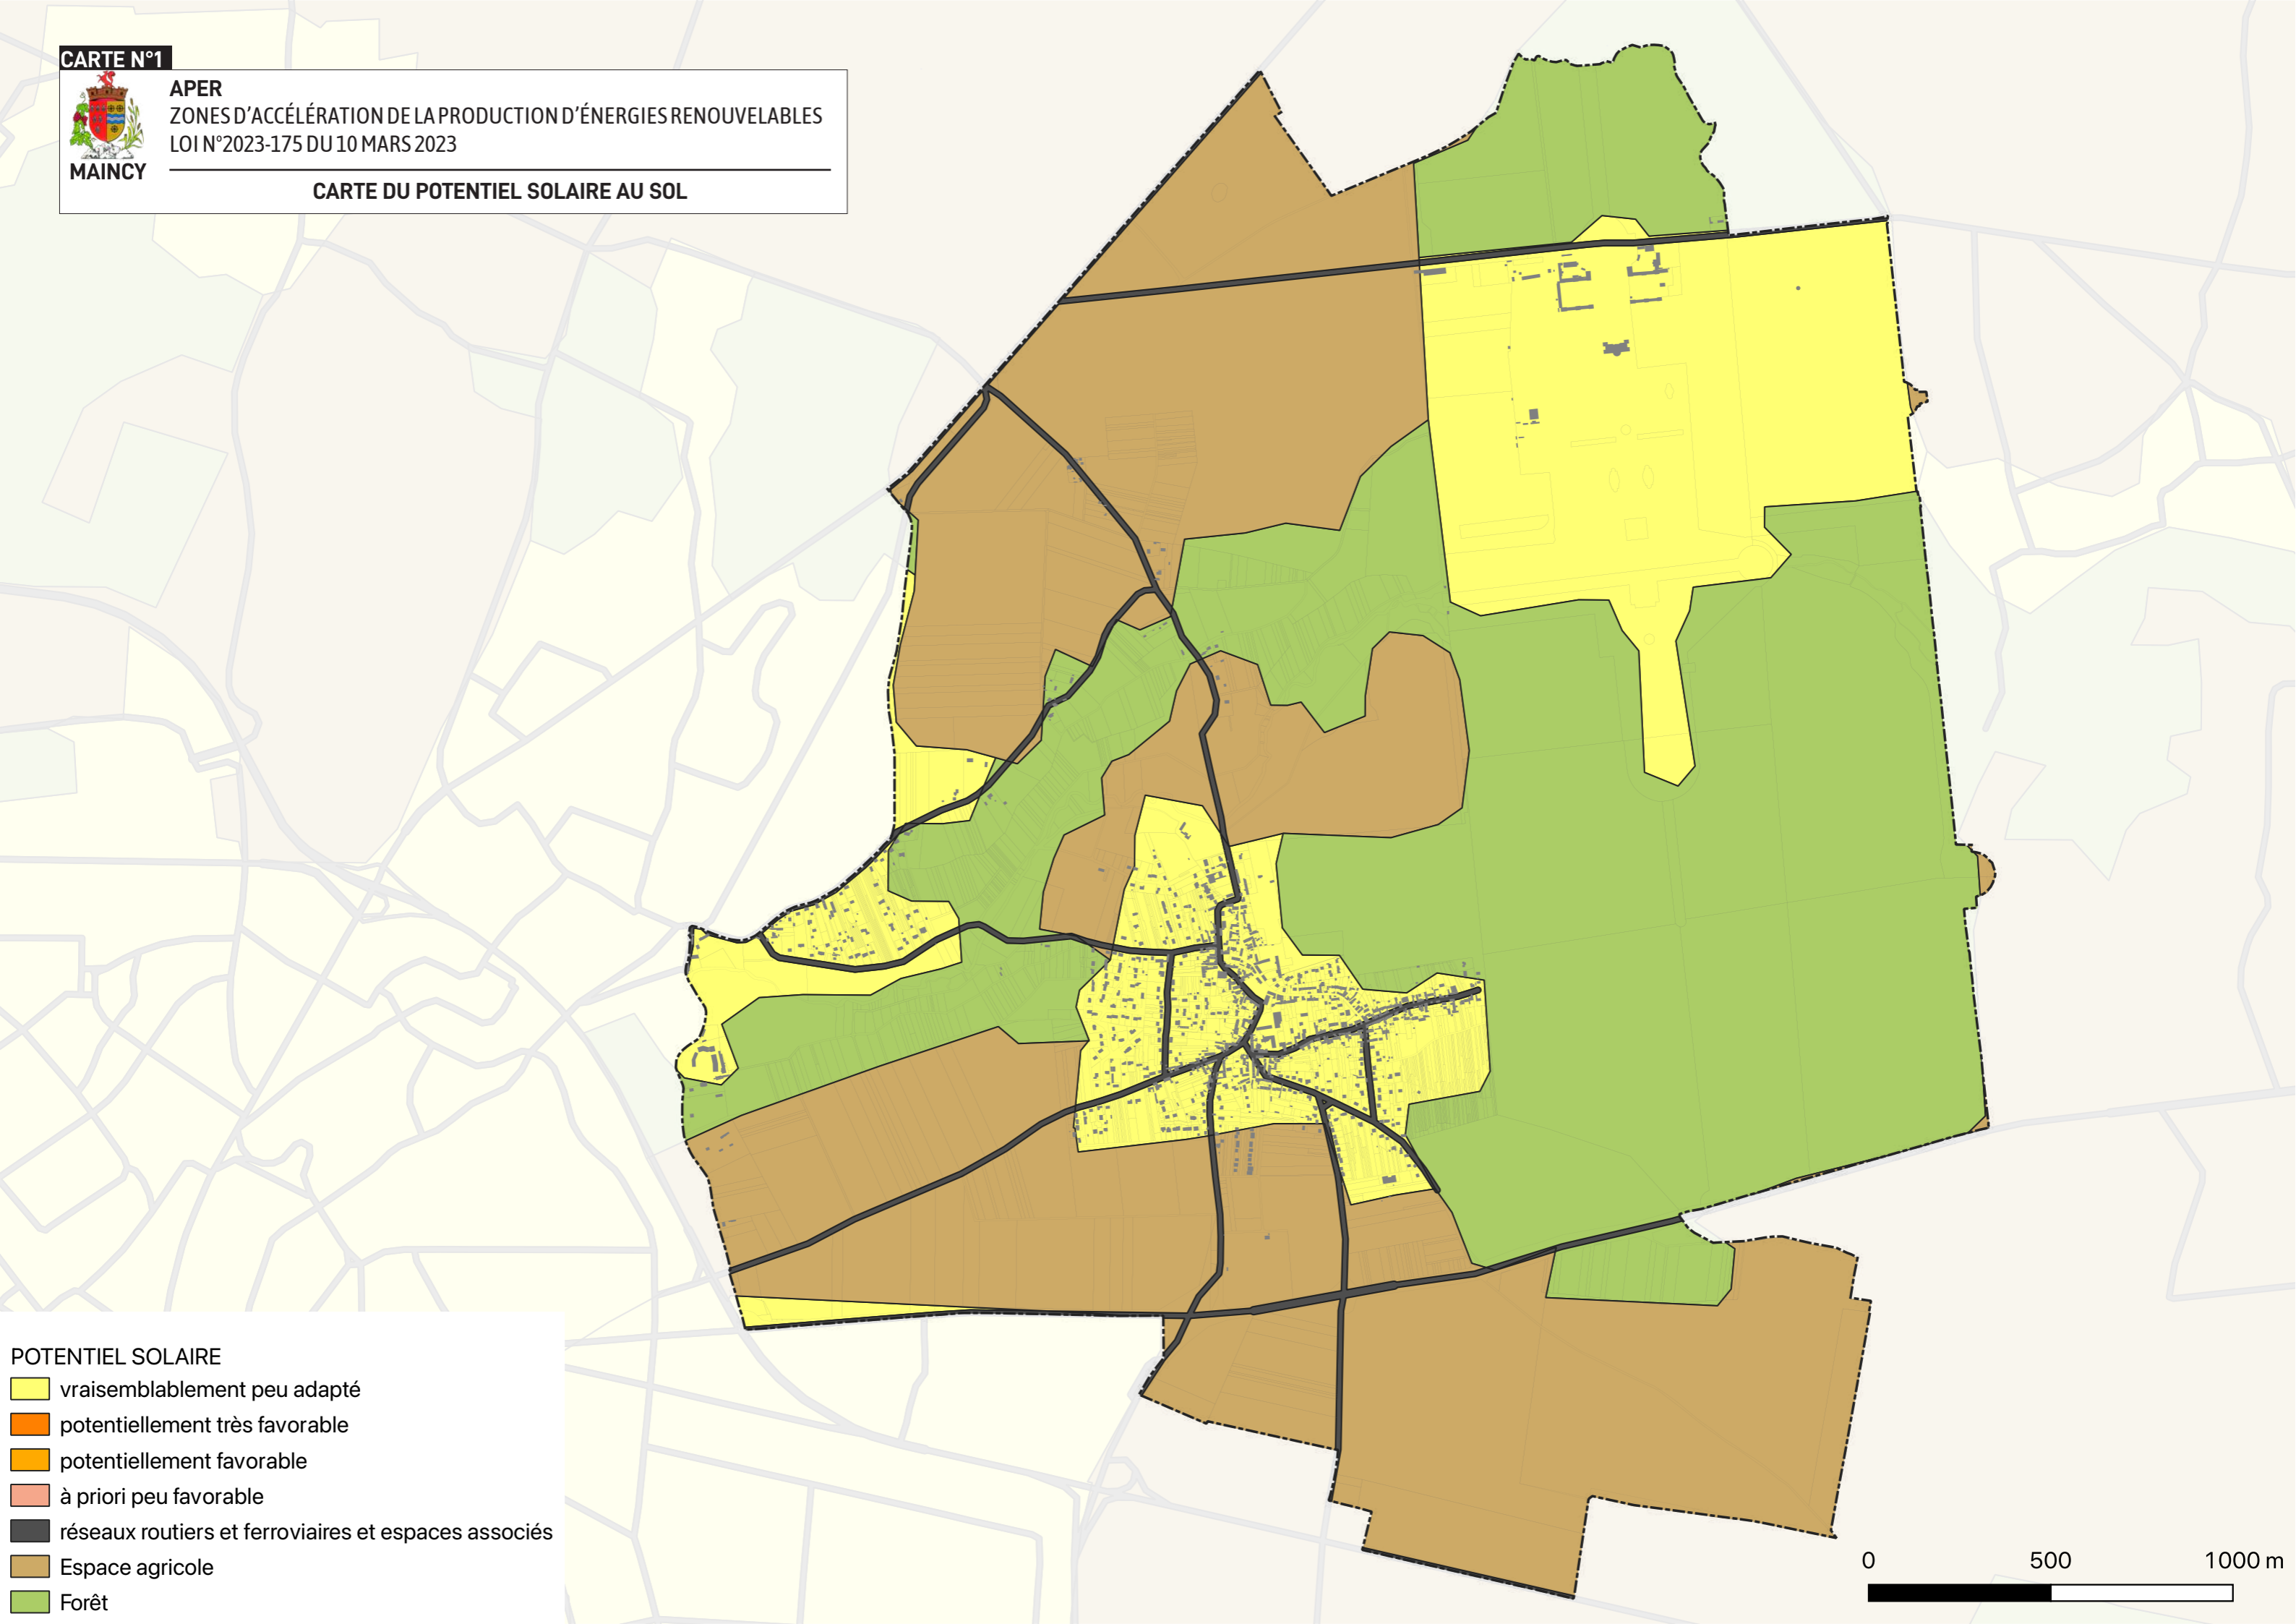 CARTE N°1
APER
ZONES D'ACCÉLÉRATION DE LA PRODUCTION D'ÉNERGIES RENOUVELABLES
LOI N°2023-175 DU 10 MARS 2023
MAINCY
CARTE DU POTENTIEL SOLAIRE AU SOL
POTENTIEL SOLAIRE
vraisemblablement peu adapté
potentiellement très favorable
potentiellement favorable
à priori peu favorable
réseaux routiers et ferroviaires et espaces associés
Espace agricole
Forêt
0 500 1000 m